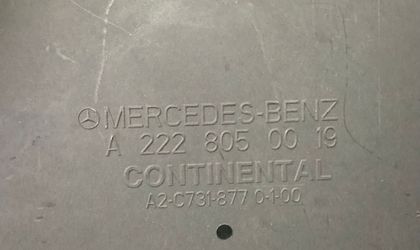 MERCEDES-BENZ
A 222 805 00 19
CONTINENTAL
A2-C731-877 0-1-00